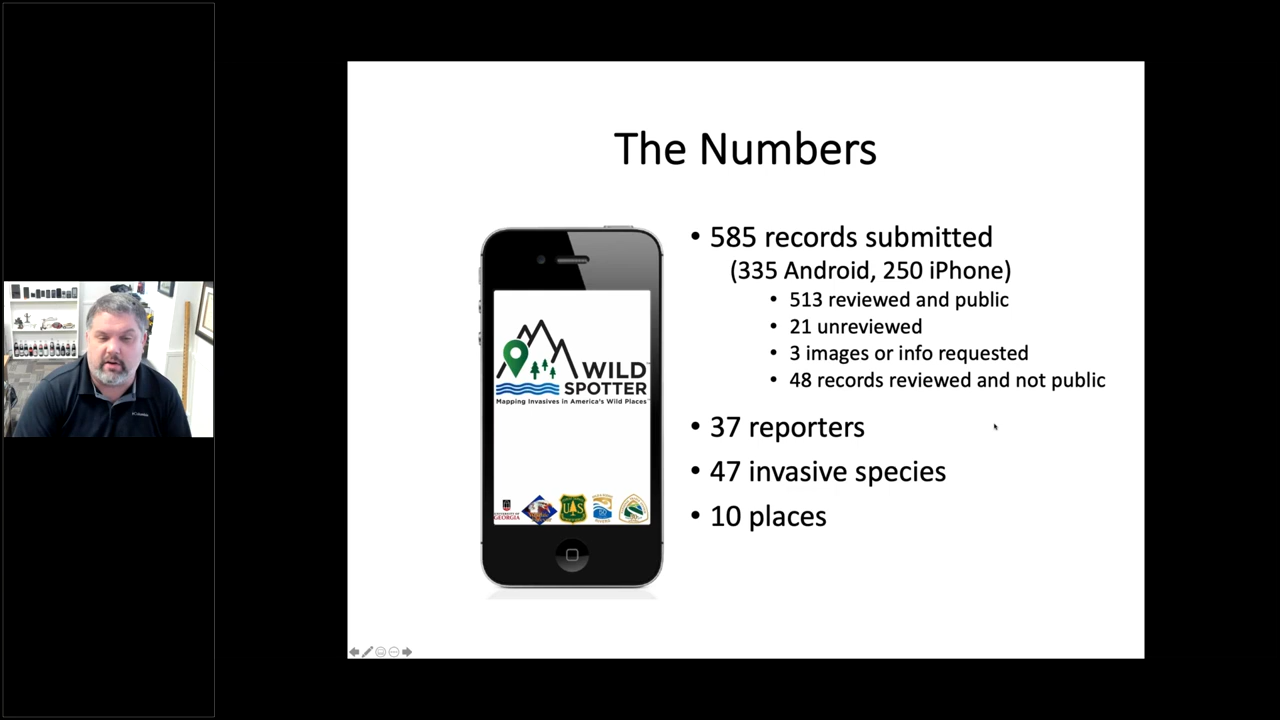 The Numbers
• 585 records submitted
(335 Android, 250 iPhone)
• 513 reviewed and public
• 21 unreviewed
• 3 images or info requested
• 48 records reviewed and not public
• 37 reporters
• 47 invasive species
• 10 places
WILD
SPOTTER
Mapping Invasives in America's Wild Places
GEORGIA
UAS